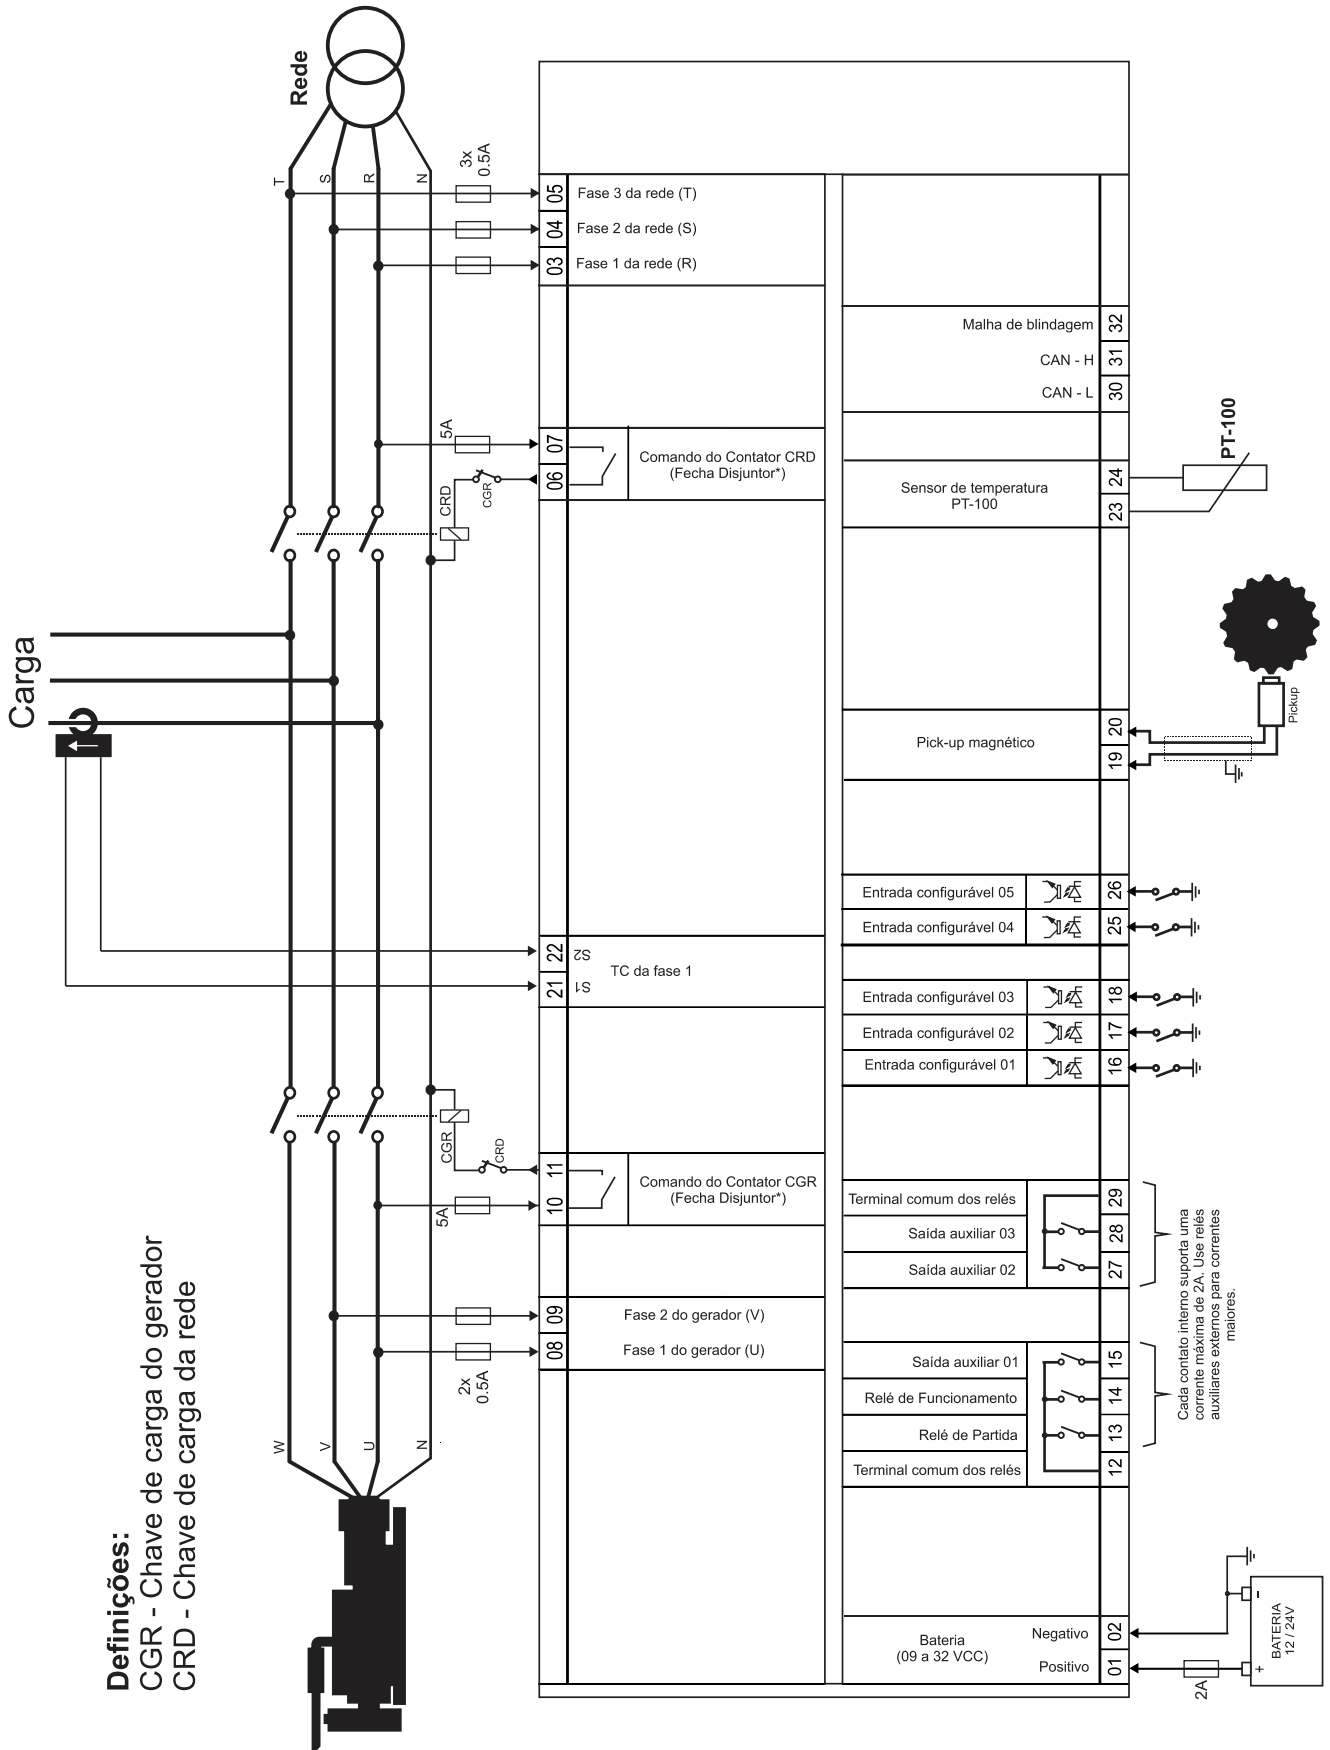 Rede
T
S
R
N
3x
0.5A
05
Fase 3 da rede (T)
04
Fase 2 da rede (S)
03
Fase 1 da rede (R)
Malha de blindagem
32
CAN - H
31
CAN - L
30
5A
07
06
Comando do Contator CRD
(Fecha Disjuntor*)
CRD
CGR
Sensor de temperatura
PT-100
24
23
PT-100
Carga
Pick-up magnético
20
19
Pickup
Entrada configurável 05
26
Entrada configurável 04
25
22
S2
21
S1
TC da fase 1
Entrada configurável 03
18
Entrada configurável 02
17
Entrada configurável 01
16
CGR
CRD
11
10
Comando do Contator CGR
(Fecha Disjuntor*)
5A
Terminal comum dos relés
29
Saída auxiliar 03
28
Saída auxiliar 02
27
Cada contato interno suporta uma
corrente máxima de 2A. Use relés
auxiliares externos para correntes
maiores.
09
Fase 2 do gerador (V)
08
Fase 1 do gerador (U)
2x
0.5A
Saída auxiliar 01
15
Relé de Funcionamento
14
Relé de Partida
13
Terminal comum dos relés
12
W
V
U
N
Definições:
CGR - Chave de carga do gerador
CRD - Chave de carga da rede
Bateria
(09 a 32 VCC)
Negativo
02
Positivo
01
2A
-
+
BATERIA
12 / 24V